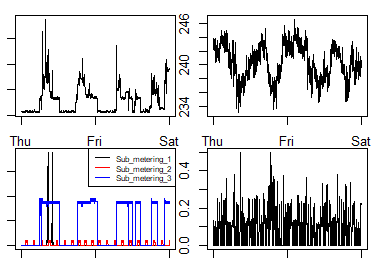 246
240
234
Thu Fri Sat Thu Fri Sat
Sub_metering_1
Sub_metering_2
Sub_metering_3
0.4
0.2
0.0